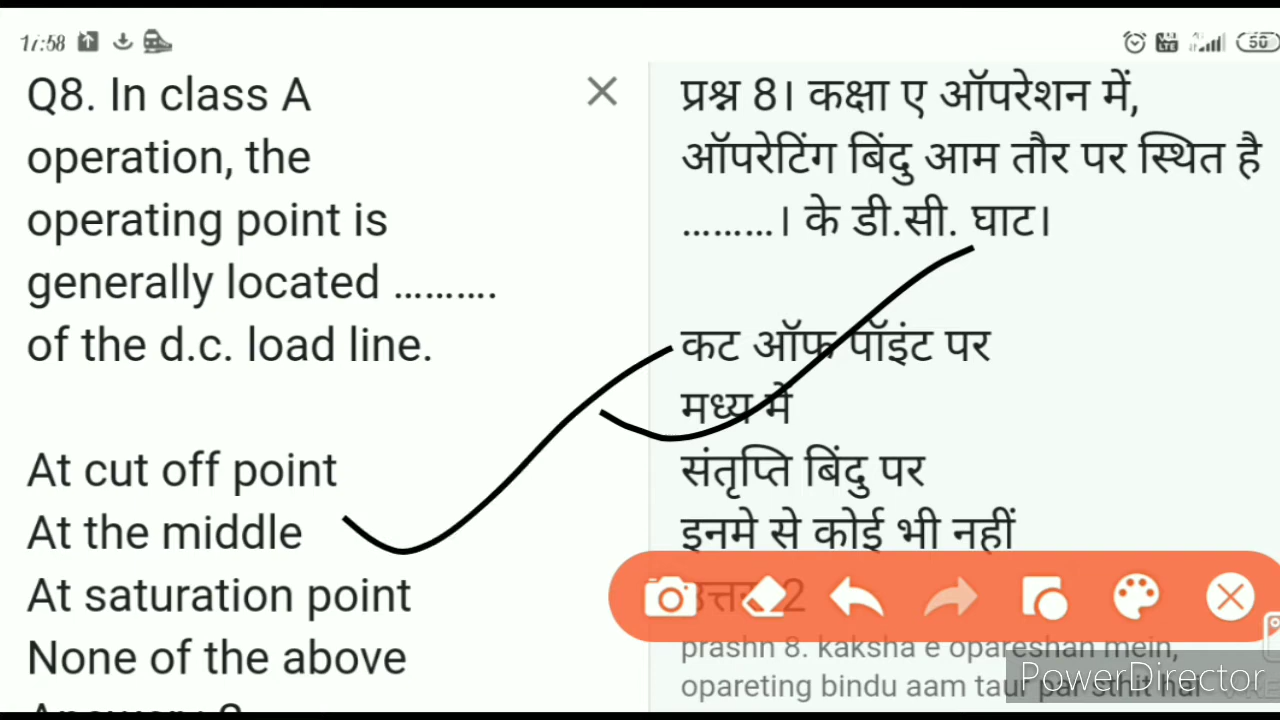 17:58
50
Q8. In class A
operation, the
operating point is
generally located ..........
of the d.c. load line.
At cut off point
At the middle
At saturation point
None of the above
प्रश्न 8। कक्षा ए ऑपरेशन में,
ऑपरेटिंग बिंदु आम तौर पर स्थित है
.........। के डी.सी. घाट।
कट ऑफ पॉइंट पर
मध्य में
संतृप्ति बिंदु पर
इनमे से कोई भी नहीं
2
prashn 8. kaksha e opareshan mein,
opareting bindu aam taur par sthit hai
PowerDirector